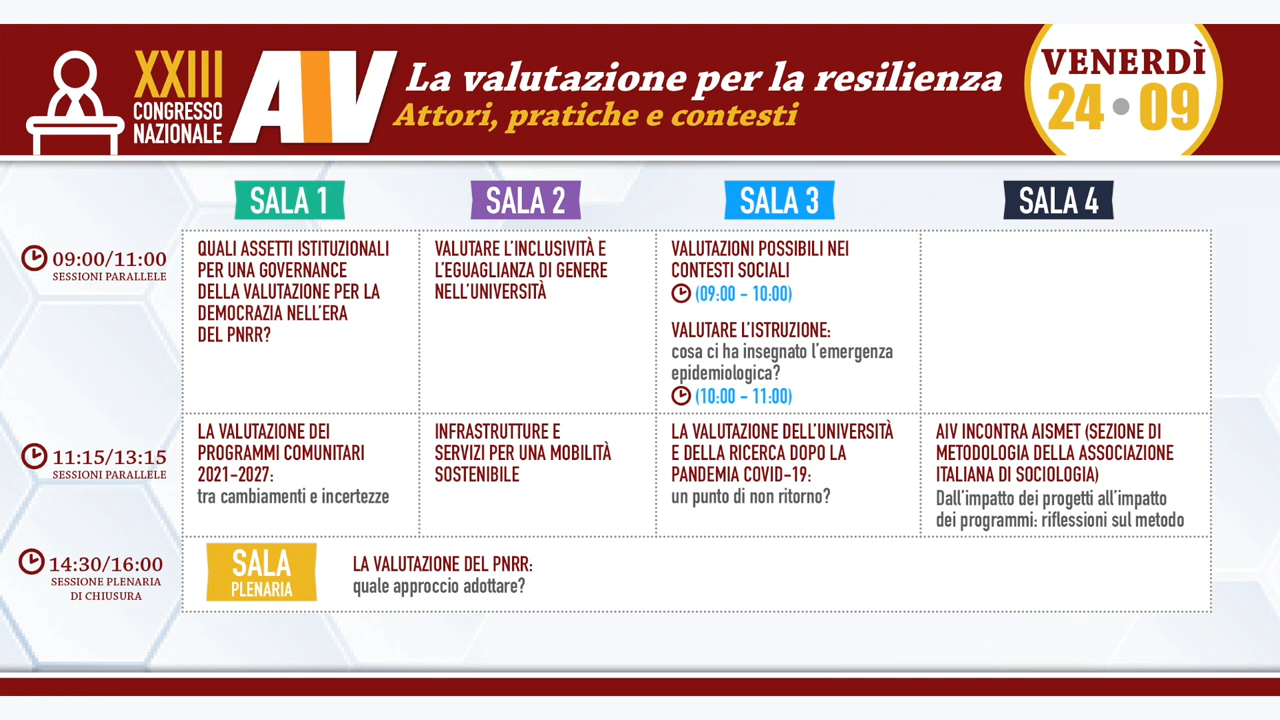 XXIII
CONGRESSO
NAZIONALE
AIV
La valutazione per la resilienza
Attori, pratiche e contesti
VENERDÌ
24 • 09
SALA 1
SALA 2
SALA 3
SALA 4
09:00/11:00
SESSIONI PARALLELE
QUALI ASSETTI ISTITUZIONALI
PER UNA GOVERNANCE
DELLA VALUTAZIONE PER LA
DEMOCRAZIA NELL'ERA
DEL PNRR?
VALUTARE L'INCLUSIVITÀ E
L'EGUAGLIANZA DI GENERE
NELL'UNIVERSITÀ
VALUTAZIONI POSSIBILI NEI
CONTESTI SOCIALI
(09:00 - 10:00)
VALUTARE L'ISTRUZIONE:
cosa ci ha insegnato l'emergenza
epidemiologica?
(10:00 - 11:00)
11:15/13:15
SESSIONI PARALLELE
LA VALUTAZIONE DEI
PROGRAMMI COMUNITARI
2021-2027:
tra cambiamenti e incertezze
INFRASTRUTTURE E
SERVIZI PER UNA MOBILITÀ
SOSTENIBILE
LA VALUTAZIONE DELL'UNIVERSITÀ
E DELLA RICERCA DOPO LA
PANDEMIA COVID-19:
un punto di non ritorno?
AIV INCONTRA AISMET (SEZIONE DI
METODOLOGIA DELLA ASSOCIAZIONE
ITALIANA DI SOCIOLOGIA)
Dall'impatto dei progetti all'impatto
dei programmi: riflessioni sul metodo
14:30/16:00
SESSIONE PLENARIA
DI CHIUSURA
SALA
PLENARIA
LA VALUTAZIONE DEL PNRR:
quale approccio adottare?